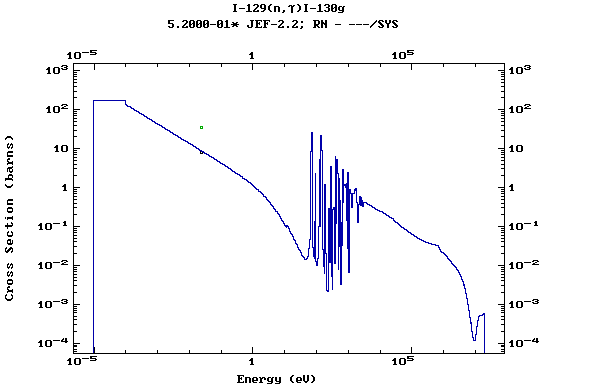 I-129(n,γ)I-130g
5.2000-01* JEF-2.2; RN - ---/SYS
10⁻⁵ 1 10⁵
10³ 10³
10² 10²
10 10
1 1
10⁻¹ 10⁻¹
10⁻² 10⁻²
10⁻³ 10⁻³
10⁻⁴ 10⁻⁴
10⁻⁵ 1 10⁵
Cross Section (barns)
Energy (eV)